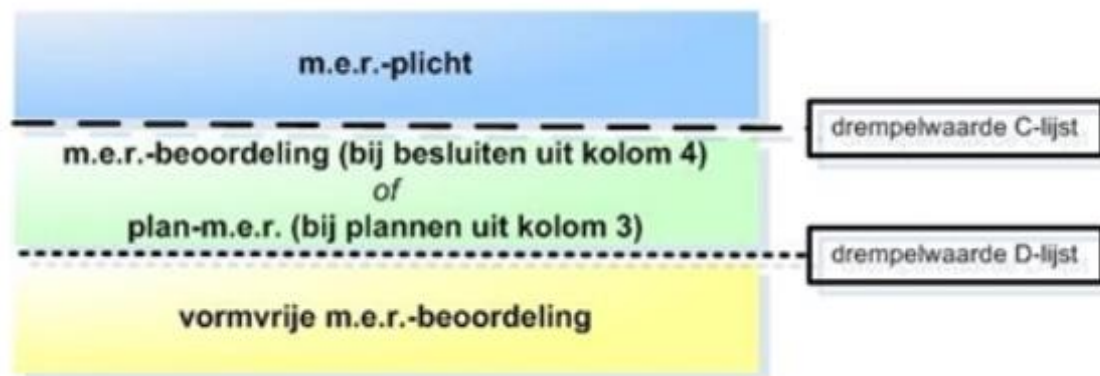 m.e.r.-plicht
drempelwaarde C-lijst
m.e.r.-beoordeling (bij besluiten uit kolom 4)
of
plan-m.e.r. (bij plannen uit kolom 3)
drempelwaarde D-lijst
vormvrije m.e.r.-beoordeling